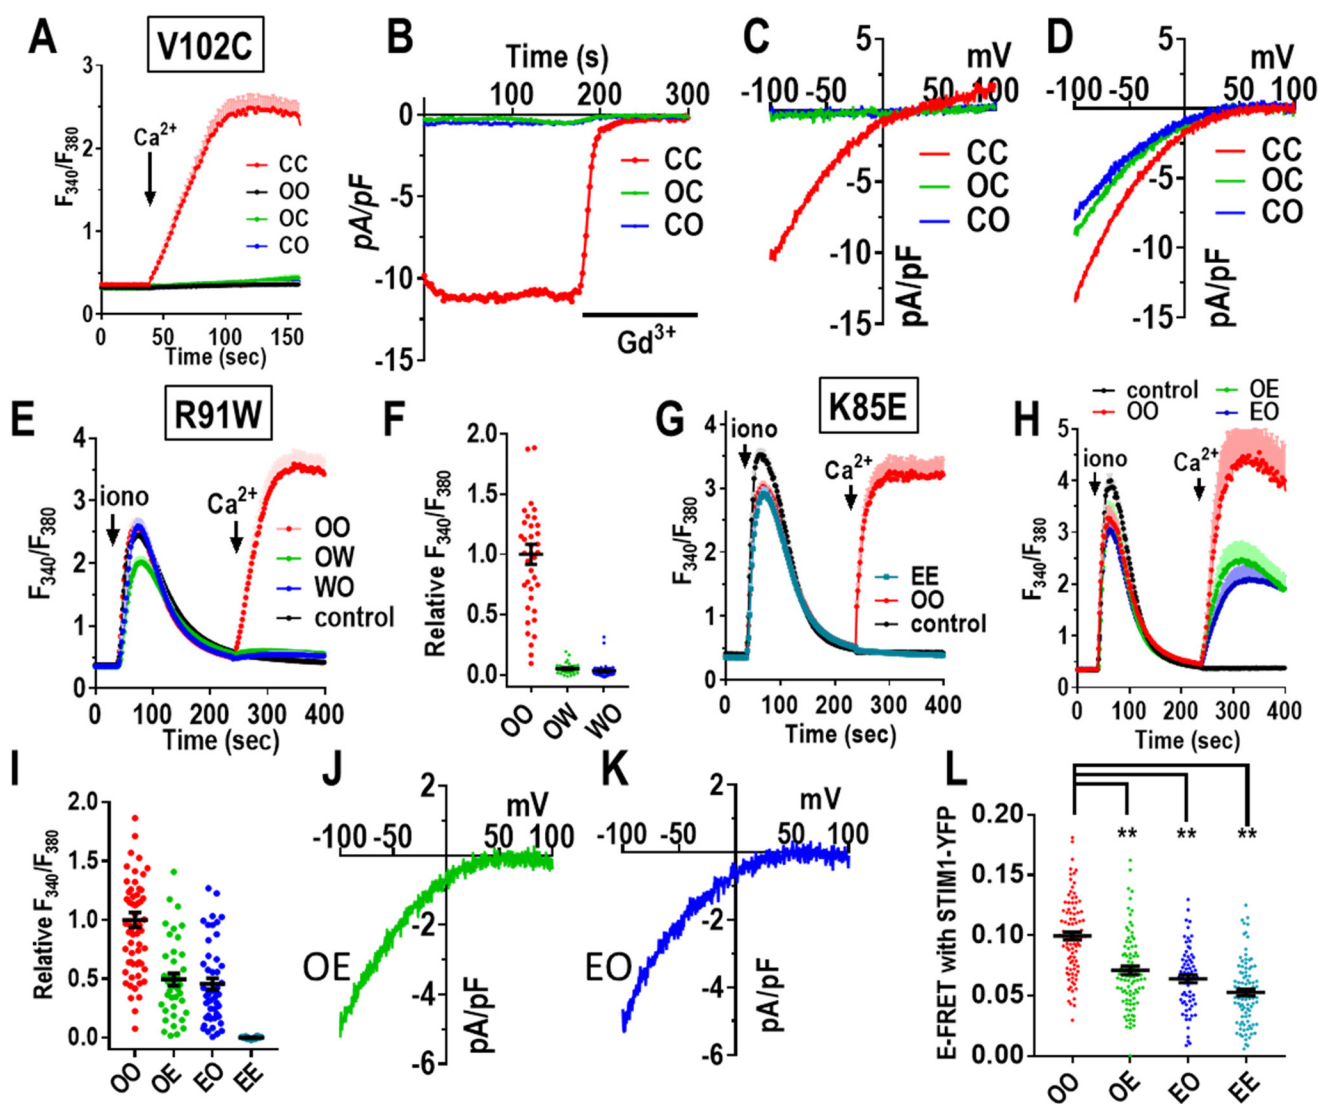 A
V102C
3
2
1
0
F340/F380
Ca2+
CC
OO
OC
CO
0 50 100 150
Time (sec)
B
Time (s)
100 200 300
0
-5
-10
-15
pA/pF
CC
OC
CO
Gd3+
C
5
mV
-100 -50 50 100
-5
-10
-15
pA/pF
CC
OC
CO
D
5
mV
-100 -50 50 100
-5
-10
-15
pA/pF
CC
OC
CO
E
R91W
4
3
2
1
0
F340/F380
iono
Ca2+
OO
OW
WO
control
0 100 200 300 400
Time (sec)
F
2.0
1.5
1.0
0.5
0.0
Relative F340/F380
OO OW WO
G
K85E
4
3
2
1
0
F340/F380
iono
Ca2+
EE
OO
control
0 100 200 300 400
Time (sec)
H
control OE
OO EO
5
4
3
2
1
0
F340/F380
iono
Ca2+
0 100 200 300 400
Time (sec)
I
2.0
1.5
1.0
0.5
0.0
Relative F340/F380
OO OE EO EE
J
2
mV
-100 -50 50 100
-2
-4
-6
pA/pF
OE
K
2
mV
-100 -50 50 100
-2
-4
-6
pA/pF
EO
L
0.20
0.15
0.10
0.05
0.00
E-FRET with STIM1-YFP
** ** **
OO OE EO EE